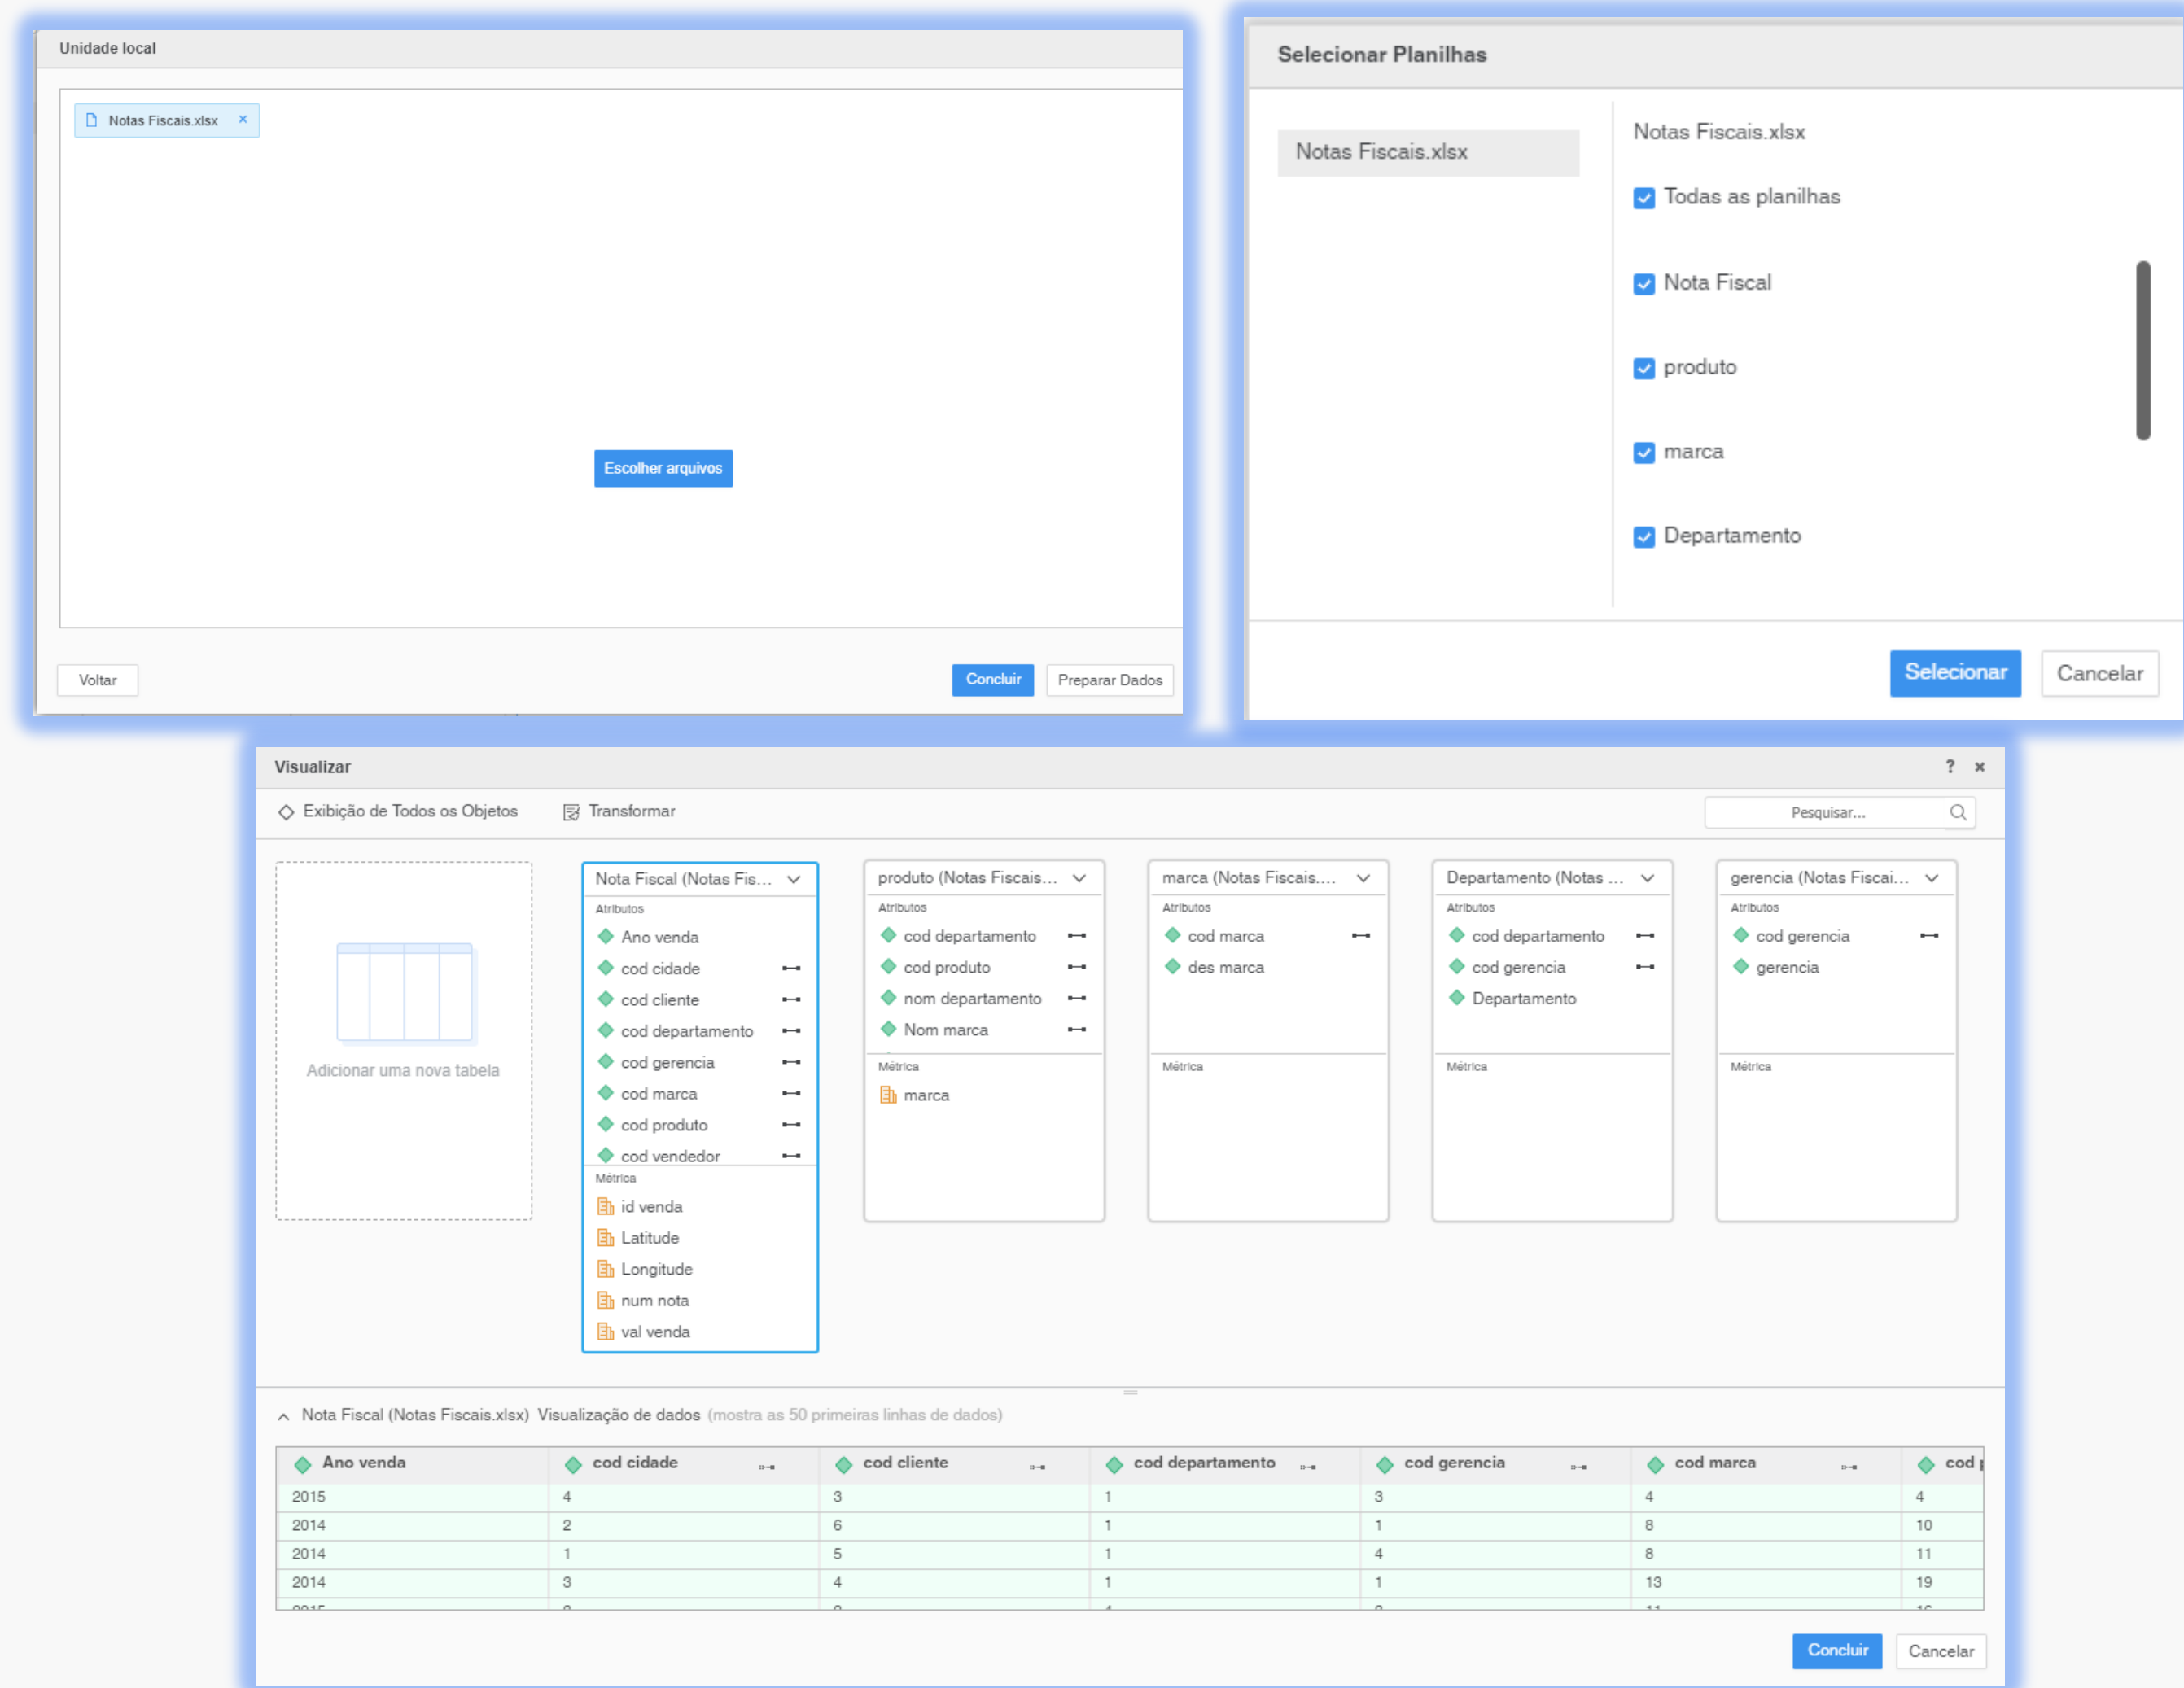 Unidade local
Notas Fiscais.xlsx ×
Escolher arquivos
Voltar
Concluir
Preparar Dados
Selecionar Planilhas
Notas Fiscais.xlsx
Notas Fiscais.xlsx
Todas as planilhas
Nota Fiscal
produto
marca
Departamento
Selecionar
Cancelar
Visualizar
? ×
Exibição de Todos os Objetos
Transformar
Pesquisar...
Adicionar uma nova tabela
Nota Fiscal (Notas Fis...
Atributos
Ano venda
cod cidade
cod cliente
cod departamento
cod gerencia
cod marca
cod produto
cod vendedor
Métrica
id venda
Latitude
Longitude
num nota
val venda
produto (Notas Fiscais...
Atributos
cod departamento
cod produto
nom departamento
Nom marca
Métrica
marca
marca (Notas Fiscais....
Atributos
cod marca
des marca
Métrica
Departamento (Notas ...
Atributos
cod departamento
cod gerencia
Departamento
Métrica
gerencia (Notas Fiscai...
Atributos
cod gerencia
gerencia
Métrica
Nota Fiscal (Notas Fiscais.xlsx) Visualização de dados (mostra as 50 primeiras linhas de dados)
Ano venda cod cidade cod cliente cod departamento cod gerencia cod marca cod
2015 4 3 1 3 4 4
2014 2 6 1 1 8 10
2014 1 5 1 4 8 11
2014 3 4 1 1 13 19
Concluir
Cancelar